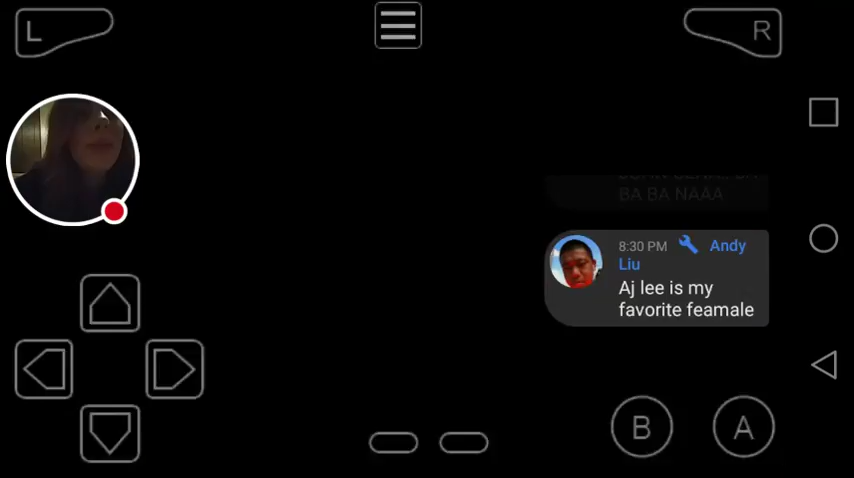 L
R
BA BA NAAA
8:30 PM Andy
Liu
Aj lee is my
favorite feamale
B
A